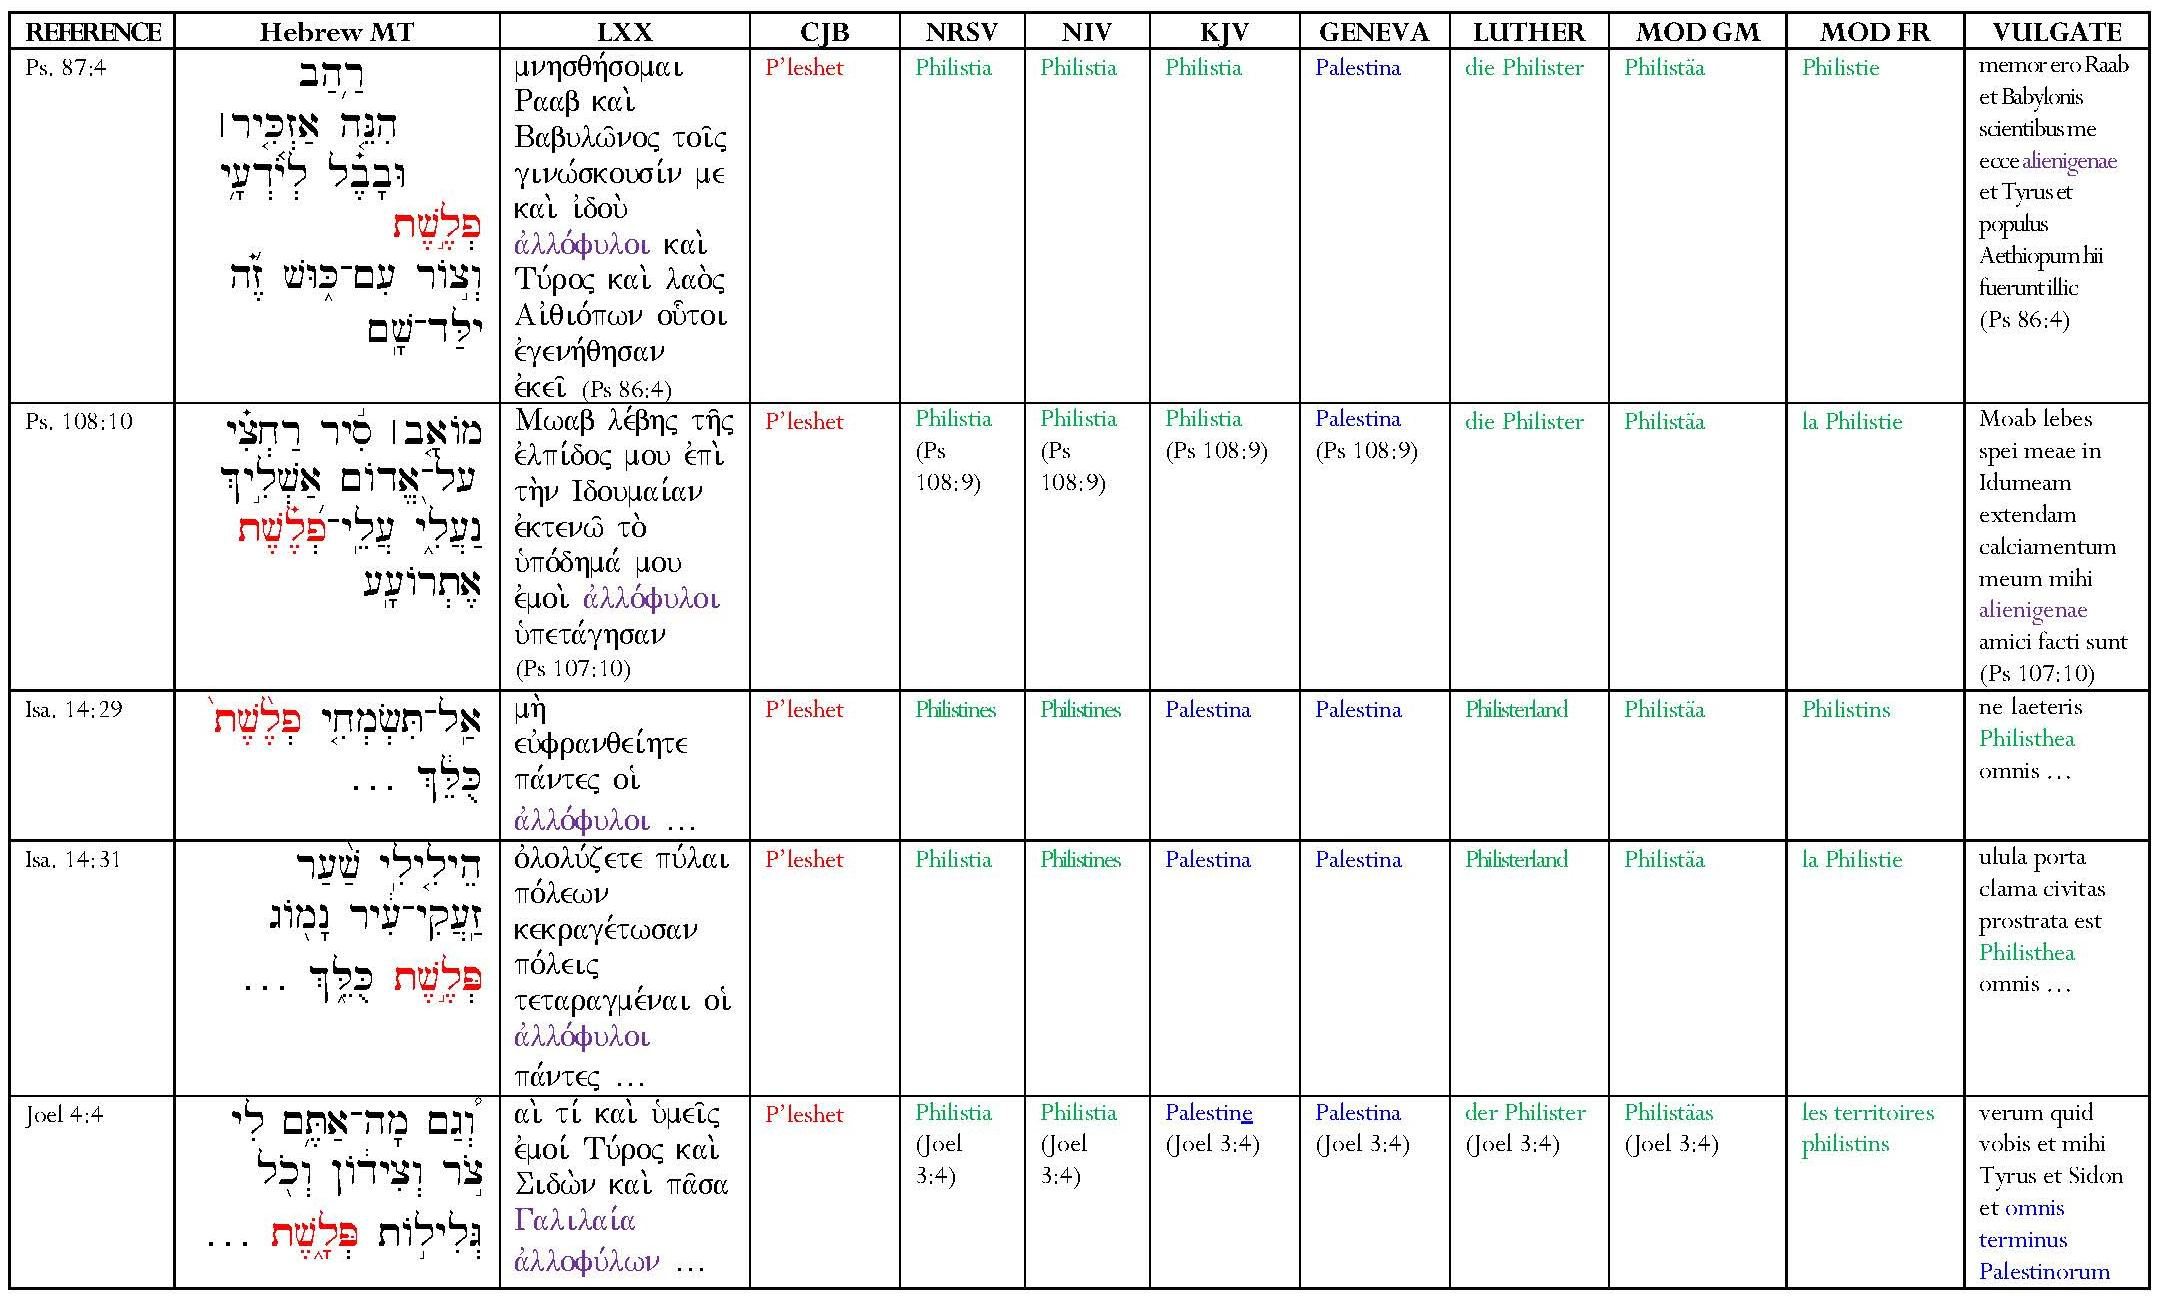 REFERENCE	Hebrew MT	LXX	CJB	NRSV	NIV	KJV	GENEVA	LUTHER	MOD GM	MOD FR	VULGATE
Ps. 87:4
רַ֥הַב
הִנֵּ֤ה אַזְכִּ֤יר׀
וּבָבֶ֗ל לְֽיֹ֫דְעָ֥י
פְלֶ֣שֶׁת
וְצ֣וֹר עִם־כּ֑וּשׁ זֶ֝֗ה
יֻלַּד־שָֽׁם
μνησθήσομαι
Ρααβ καὶ
Βαβυλῶνος τοῖς
γινώσκουσίν με
καὶ ἰδοὺ
ἀλλόφυλοι καὶ
Τύρος καὶ λαὸς
Αἰθιόπων οὗτοι
ἐγενήθησαν
ἐκεῖ (Ps 86:4)
P’leshet
Philistia
Philistia
Philistia
Palestina
die Philister
Philistäa
Philistie
memor ero Raab
et Babylonis
scientibus me
ecce alienigenae
et Tyrus et
populus
Aethiopum hii
fuerunt illic
(Ps 86:4)
Ps. 108:10
מוֹאָ֤ב׀ סִ֬יר רַחְצִ֗י
עַל־אֱ֭דוֹם אַשְׁלִ֣יךְ
נַעֲלִ֑י עֲלֵֽי־פְ֝לֶ֗שֶׁת
אֶתְרוֹעָֽע
Μωαβ λέβης τῆς
ἐλπίδος μου ἐπὶ
τὴν Ιδουμαίαν
ἐκτενῶ τὸ
ὑπόδημά μου
ἐμοὶ ἀλλόφυλοι
ὑπετάγησαν
(Ps 107:10)
P’leshet
Philistia
(Ps
108:9)
Philistia
(Ps
108:9)
Philistia
(Ps 108:9)
Palestina
(Ps 108:9)
die Philister
Philistäa
la Philistie
Moab lebes
spei meae in
Idumeam
extendam
calciamentum
meum mihi
alienigenae
amici facti sunt
(Ps 107:10)
Isa. 14:29
אַֽל־תִּשְׂמְחִ֤י פְלֶ֙שֶׁת֙
כֻּלֵּ֔ךְ ...
μὴ
εὐφρανθείητε
πάντες οἱ
ἀλλόφυλοι ...
P’leshet
Philistines
Philistines
Palestina
Palestina
Philisterland
Philistäa
Philistins
ne laeteris
Philisthea
omnis ...
Isa. 14:31
הֵילִ֤ילִֽי שַׁ֙עַר֙
זַֽעֲקִי־עִ֔יר נָמ֖וֹג
פְּלֶ֣שֶׁת כֻּלֵּ֑ךְ ...
ὀλολύζετε πύλαι
πόλεων
κεκραγέτωσαν
πόλεις
τεταραγμέναι οἱ
ἀλλόφυλοι
πάντες ...
P’leshet
Philistia
Philistines
Palestina
Palestina
Philisterland
Philistäa
la Philistie
ulula porta
clama civitas
prostrata est
Philisthea
omnis ...
Joel 4:4
וְ֠גַם מָה־אַתֶּ֥ם לִי֙
צֹ֣ר וְצִיד֔וֹן וְכֹ֖ל
גְּלִיל֣וֹת פְּלָ֑שֶׁת ...
αὶ τί καὶ ὑμεῖς
ἐμοί Τύρος καὶ
Σιδὼν καὶ πᾶσα
Γαλιλαία
ἀλλοφύλων ...
P’leshet
Philistia
(Joel
3:4)
Philistia
(Joel
3:4)
Palestine
(Joel 3:4)
Palestina
(Joel 3:4)
der Philister
(Joel 3:4)
Philistäas
(Joel 3:4)
les territoires
philistins
verum quid
vobis et mihi
Tyrus et Sidon
et omnis
terminus
Palestinorum